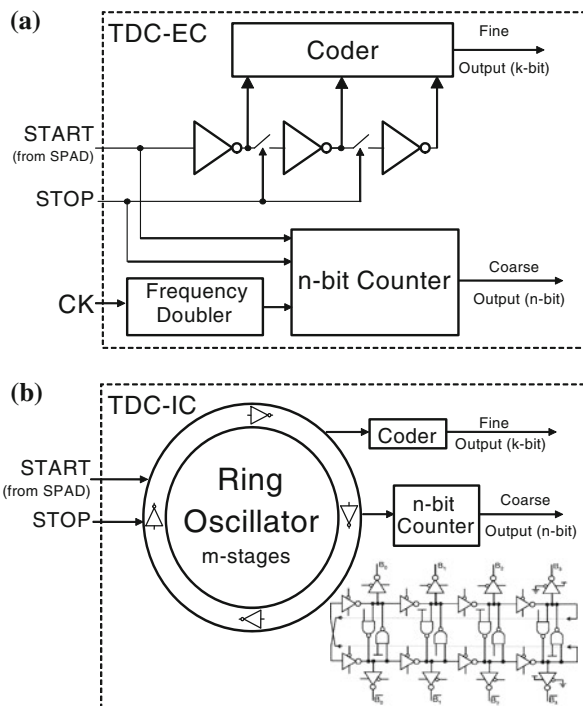 (a)
TDC-EC
Coder
Fine
Output (k-bit)
START
(from SPAD)
STOP
CK
Frequency
Doubler
n-bit Counter
Coarse
Output (n-bit)
(b)
TDC-IC
START
(from SPAD)
STOP
Ring
Oscillator
m-stages
Coder
Fine
Output (k-bit)
n-bit
Counter
Coarse
Output (n-bit)